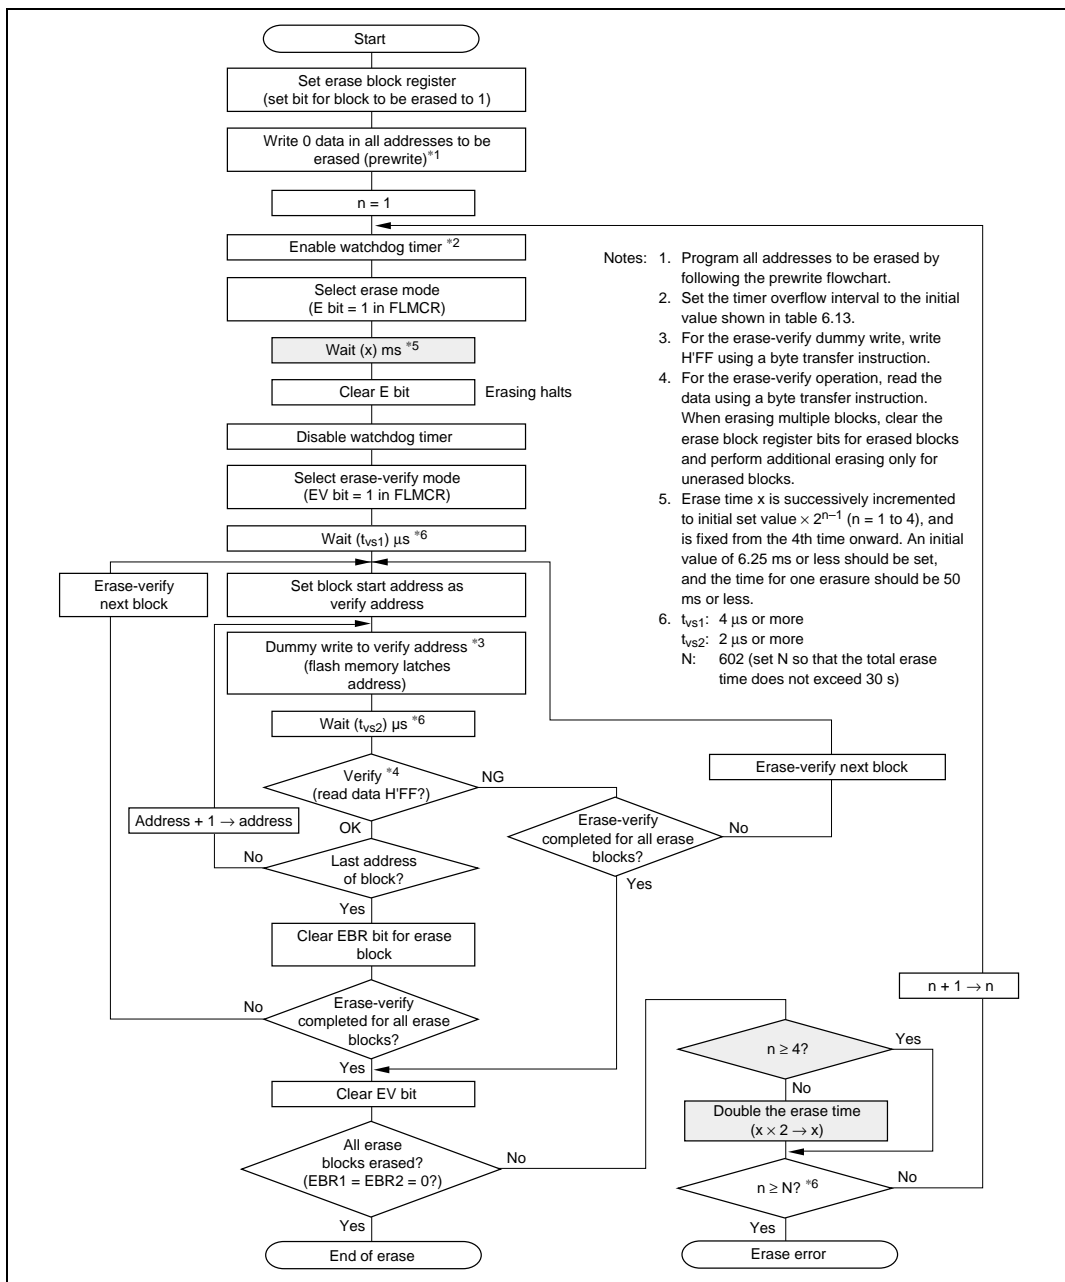 Start
Set erase block register
(set bit for block to be erased to 1)
Write 0 data in all addresses to be
erased (prewrite)*1
n = 1
Enable watchdog timer *2
Select erase mode
(E bit = 1 in FLMCR)
Wait (x) ms *5
Clear E bit
Erasing halts
Disable watchdog timer
Select erase-verify mode
(EV bit = 1 in FLMCR)
Wait (tvs1) μs *6
Erase-verify
next block
Set block start address as
verify address
Dummy write to verify address *3
(flash memory latches
address)
Wait (tvs2) μs *6
Verify *4
(read data H'FF?)
NG
OK
Address + 1 → address
No
Last address
of block?
Yes
Clear EBR bit for erase
block
No
Erase-verify
completed for all erase
blocks?
Yes
Clear EV bit
All erase
blocks erased?
(EBR1 = EBR2 = 0?)
No
Yes
End of erase
Erase-verify next block
Erase-verify
completed for all erase
blocks?
No
Yes
n + 1 → n
n ≥ 4?
Yes
No
Double the erase time
(x × 2 → x)
n ≥ N? *6
No
Yes
Erase error
Notes: 1. Program all addresses to be erased by
following the prewrite flowchart.
2. Set the timer overflow interval to the initial
value shown in table 6.13.
3. For the erase-verify dummy write, write
H'FF using a byte transfer instruction.
4. For the erase-verify operation, read the
data using a byte transfer instruction.
When erasing multiple blocks, clear the
erase block register bits for erased blocks
and perform additional erasing only for
unerased blocks.
5. Erase time x is successively incremented
to initial set value × 2n–1 (n = 1 to 4), and
is fixed from the 4th time onward. An initial
value of 6.25 ms or less should be set,
and the time for one erasure should be 50
ms or less.
6. tvs1: 4 μs or more
tvs2: 2 μs or more
N: 602 (set N so that the total erase
time does not exceed 30 s)